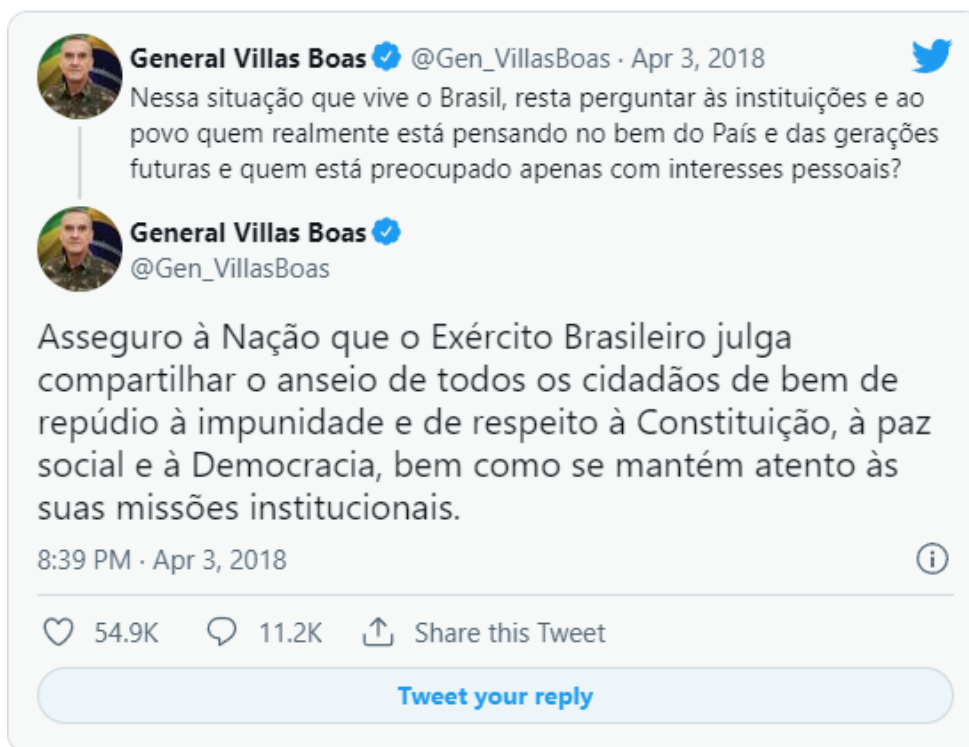 General Villas Boas @Gen_VillasBoas · Apr 3, 2018
Nessa situação que vive o Brasil, resta perguntar às instituições e ao
povo quem realmente está pensando no bem do País e das gerações
futuras e quem está preocupado apenas com interesses pessoais?
General Villas Boas
@Gen_VillasBoas
Asseguro à Nação que o Exército Brasileiro julga
compartilhar o anseio de todos os cidadãos de bem de
repúdio à impunidade e de respeito à Constituição, à paz
social e à Democracia, bem como se mantém atento às
suas missões institucionais.
8:39 PM · Apr 3, 2018
54.9K 11.2K Share this Tweet
Tweet your reply